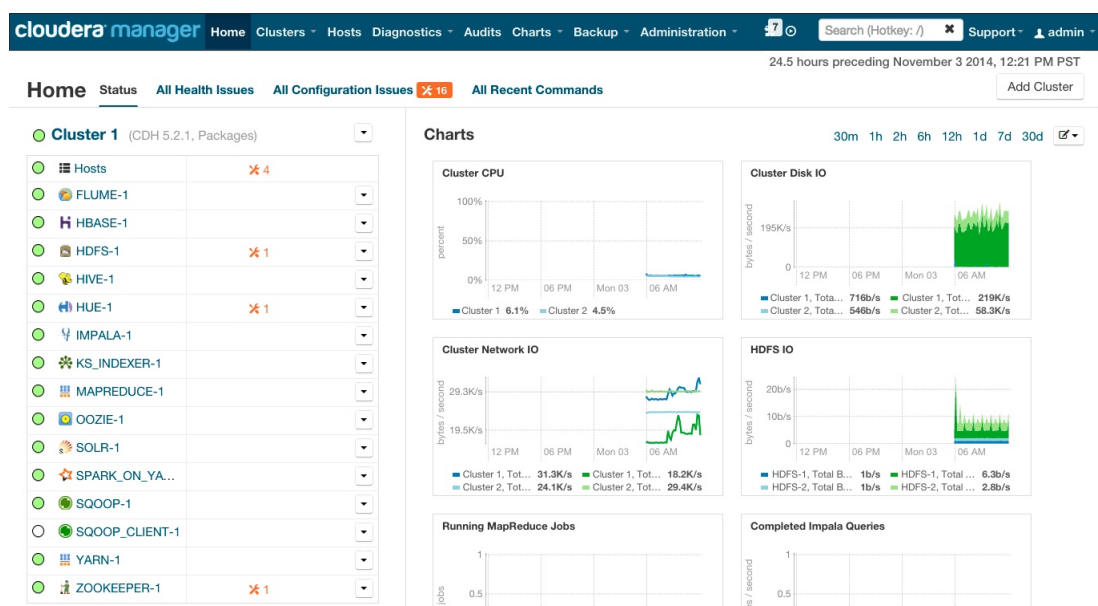 cloudera manager Home Clusters Hosts Diagnostics Audits Charts Backup Administration 7 Search (Hotkey: /) Support admin
24.5 hours preceding November 3 2014, 12:21 PM PST
Home Status All Health Issues All Configuration Issues 16 All Recent Commands Add Cluster
Cluster 1 (CDH 5.2.1, Packages)
Hosts 4
FLUME-1
HBASE-1
HDFS-1 1
HIVE-1
HUE-1 1
IMPALA-1
KS_INDEXER-1
MAPREDUCE-1
OOZIE-1
SOLR-1
SPARK_ON_YA...
SQOOP-1
SQOOP_CLIENT-1
YARN-1
ZOOKEEPER-1 1
Charts 30m 1h 2h 6h 12h 1d 7d 30d
Cluster CPU
percent
100%
50%
0%
12 PM 06 PM Mon 03 06 AM
Cluster 1 6.1% Cluster 2 4.5%
Cluster Disk IO
bytes / second
195K/s
0
12 PM 06 PM Mon 03 06 AM
Cluster 1, Tota... 716b/s Cluster 1, Tot... 219K/s
Cluster 2, Tota... 546b/s Cluster 2, Tot... 58.3K/s
Cluster Network IO
bytes / second
29.3K/s
19.5K/s
12 PM 06 PM Mon 03 06 AM
Cluster 1, Tot... 31.3K/s Cluster 1, Tot... 18.2K/s
Cluster 2, Tot... 24.1K/s Cluster 2, Tot... 29.4K/s
HDFS IO
bytes / second
20b/s
10b/s
0
12 PM 06 PM Mon 03 06 AM
HDFS-1, Total B... 1b/s HDFS-1, Total ... 6.3b/s
HDFS-2, Total B... 1b/s HDFS-2, Total ... 2.8b/s
Running MapReduce Jobs
jobs
1
0.5
Completed Impala Queries
s / second
1
0.5